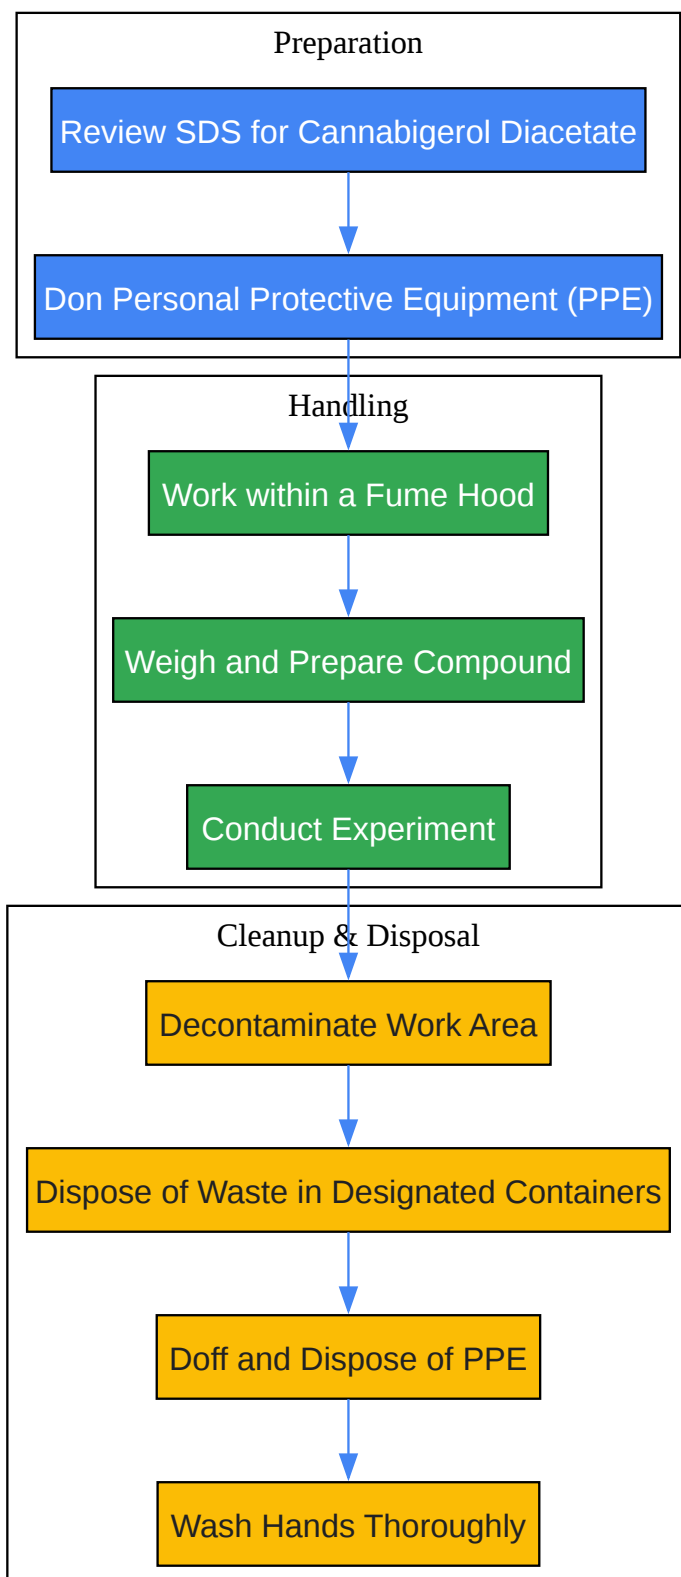 Preparation
Review SDS for Cannabigerol Diacetate
Don Personal Protective Equipment (PPE)
Handling
Work within a Fume Hood
Weigh and Prepare Compound
Conduct Experiment
Cleanup & Disposal
Decontaminate Work Area
Dispose of Waste in Designated Containers
Doff and Dispose of PPE
Wash Hands Thoroughly